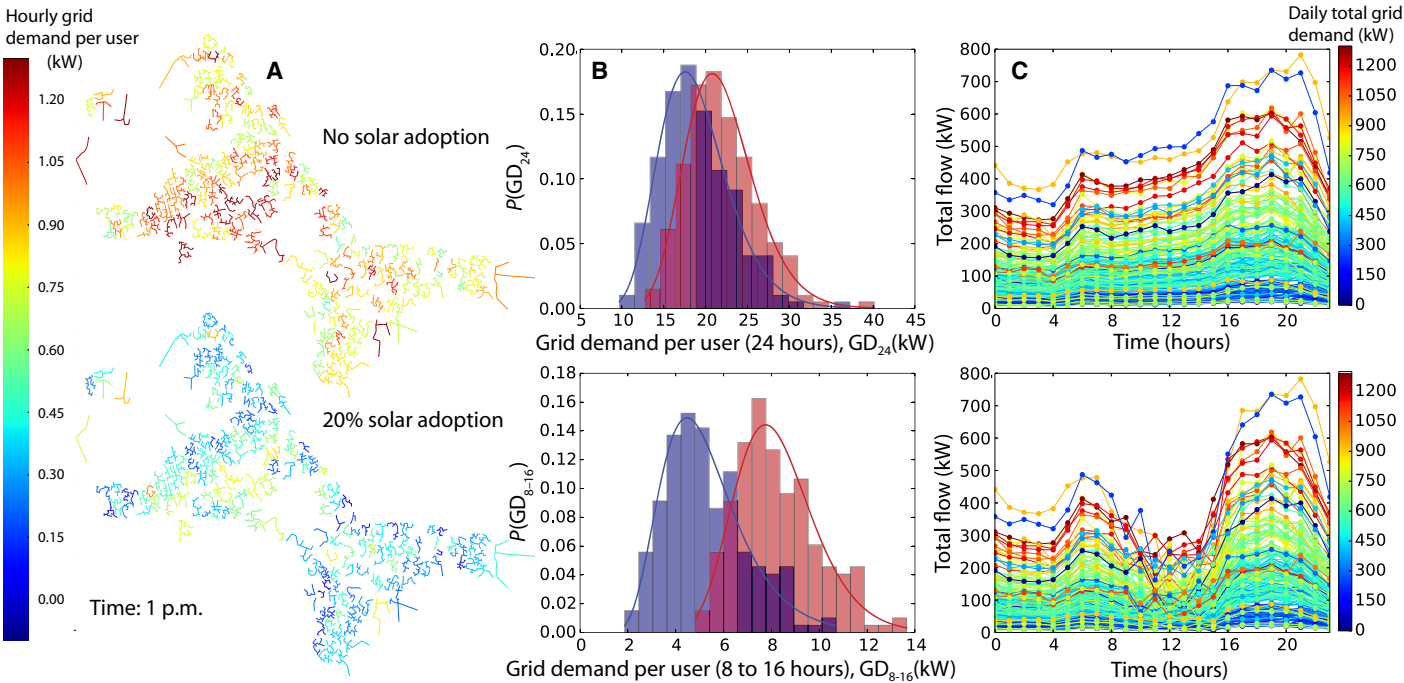 Hourly grid
demand per user
(kW)
1.20
1.05
0.90
0.75
0.60
0.45
0.30
0.15
0.00
A
No solar adoption
20% solar adoption
Time: 1 p.m.
B
P(GD24)
0.20
0.15
0.10
0.05
0.00
5 10 15 20 25 30 35 40 45
Grid demand per user (24 hours), GD24(kW)
P(GD8–16)
0.18
0.16
0.14
0.12
0.10
0.08
0.06
0.04
0.02
0.00
0 2 4 6 8 10 12 14
Grid demand per user (8 to 16 hours), GD8-16(kW)
C
Total flow (kW)
800
700
600
500
400
300
200
100
0
0 4 8 12 16 20
Time (hours)
Daily total grid
demand (kW)
1200
1050
900
750
600
450
300
150
0
Total flow (kW)
800
700
600
500
400
300
200
100
0
0 4 8 12 16 20
Time (hours)
1200
1050
900
750
600
450
300
150
0